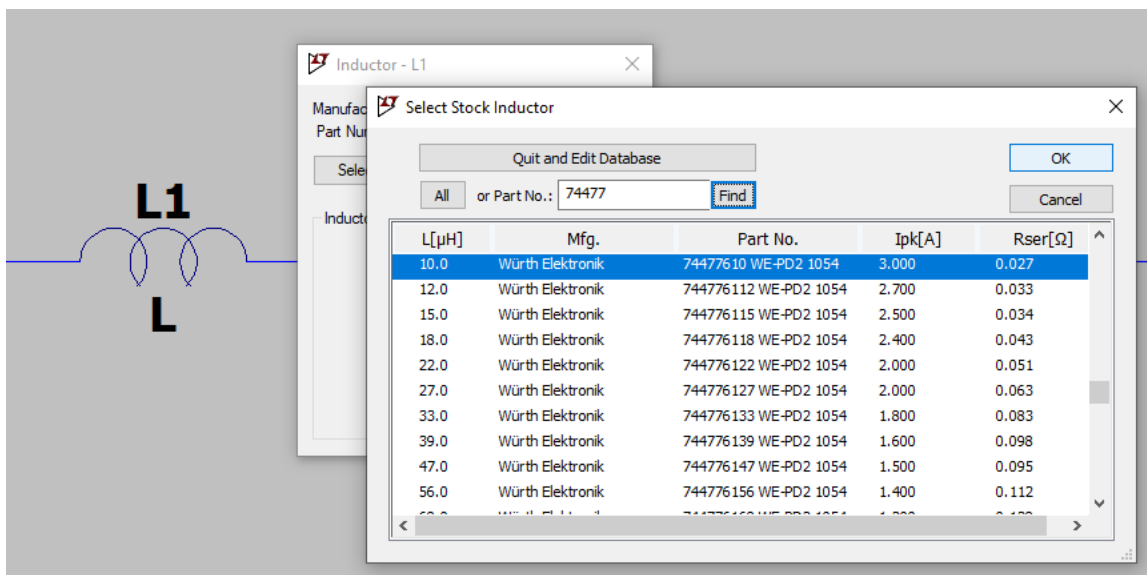 Inductor - L1
Manufac
Part Nu
Sele
Inducto
L1
L
Select Stock Inductor
Quit and Edit Database
OK
All or Part No.: 74477 Find
Cancel
L[µH] Mfg. Part No. Ipk[A] Rser[Ω]
10.0 Würth Elektronik 74477610 WE-PD2 1054 3.000 0.027
12.0 Würth Elektronik 744776112 WE-PD2 1054 2.700 0.033
15.0 Würth Elektronik 744776115 WE-PD2 1054 2.500 0.034
18.0 Würth Elektronik 744776118 WE-PD2 1054 2.400 0.043
22.0 Würth Elektronik 744776122 WE-PD2 1054 2.000 0.051
27.0 Würth Elektronik 744776127 WE-PD2 1054 2.000 0.063
33.0 Würth Elektronik 744776133 WE-PD2 1054 1.800 0.083
39.0 Würth Elektronik 744776139 WE-PD2 1054 1.600 0.098
47.0 Würth Elektronik 744776147 WE-PD2 1054 1.500 0.095
56.0 Würth Elektronik 744776156 WE-PD2 1054 1.400 0.112